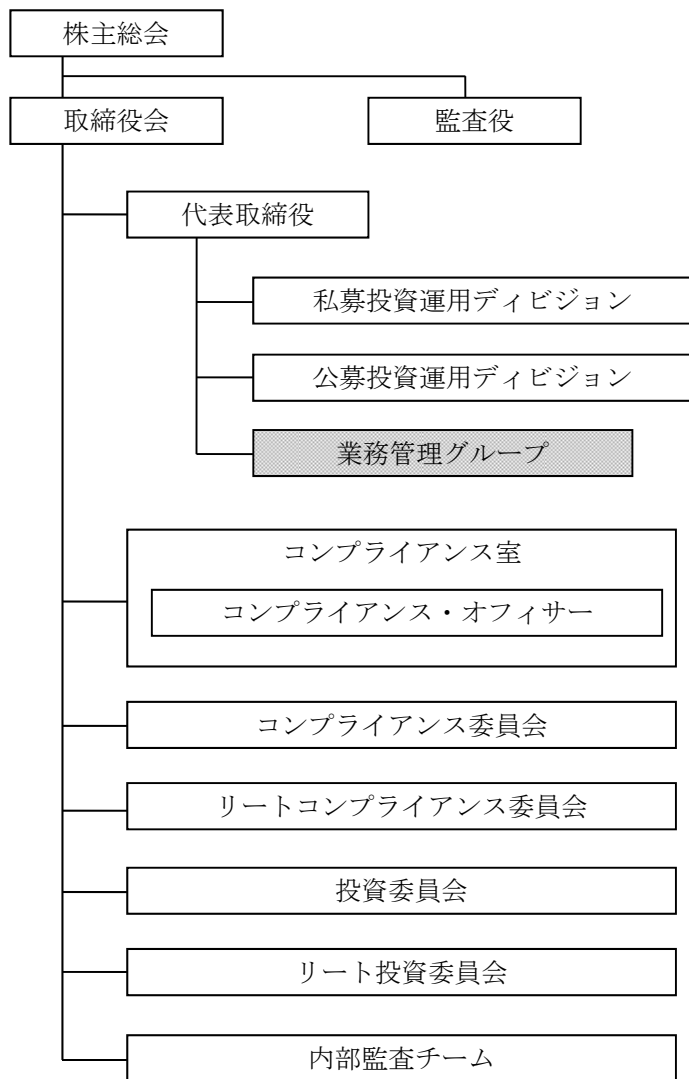 株主総会
取締役会
監査役
代表取締役
私募投資運用ディビジョン
公募投資運用ディビジョン
業務管理グループ
コンプライアンス室
コンプライアンス・オフィサー
コンプライアンス委員会
リートコンプライアンス委員会
投資委員会
リート投資委員会
内部監査チーム